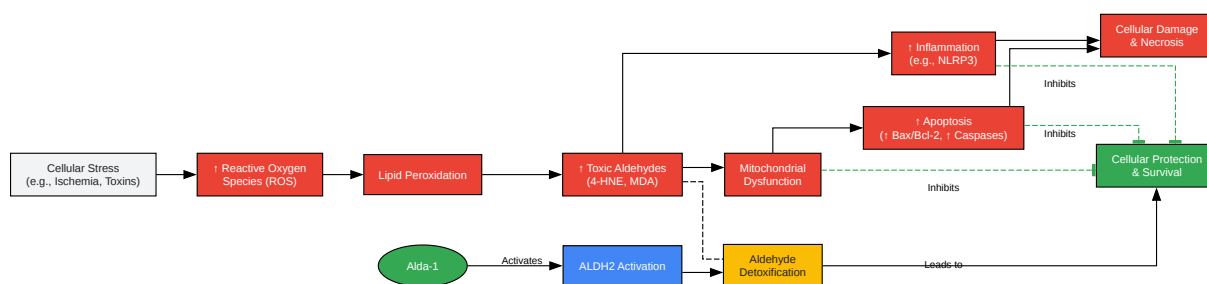 Cellular Damage
& Necrosis
↑ Inflammation
(e.g., NLRP3)
Inhibits
↑ Apoptosis
(↑ Bax/Bcl-2, ↑ Caspases)
Inhibits
Cellular Stress
(e.g., Ischemia, Toxins)
↑ Reactive Oxygen
Species (ROS)
Lipid Peroxidation
↑ Toxic Aldehydes
(4-HNE, MDA)
Mitochondrial
Dysfunction
Inhibits
Cellular Protection
& Survival
Alda-1
Activates
ALDH2 Activation
Aldehyde
Detoxification
Leads to